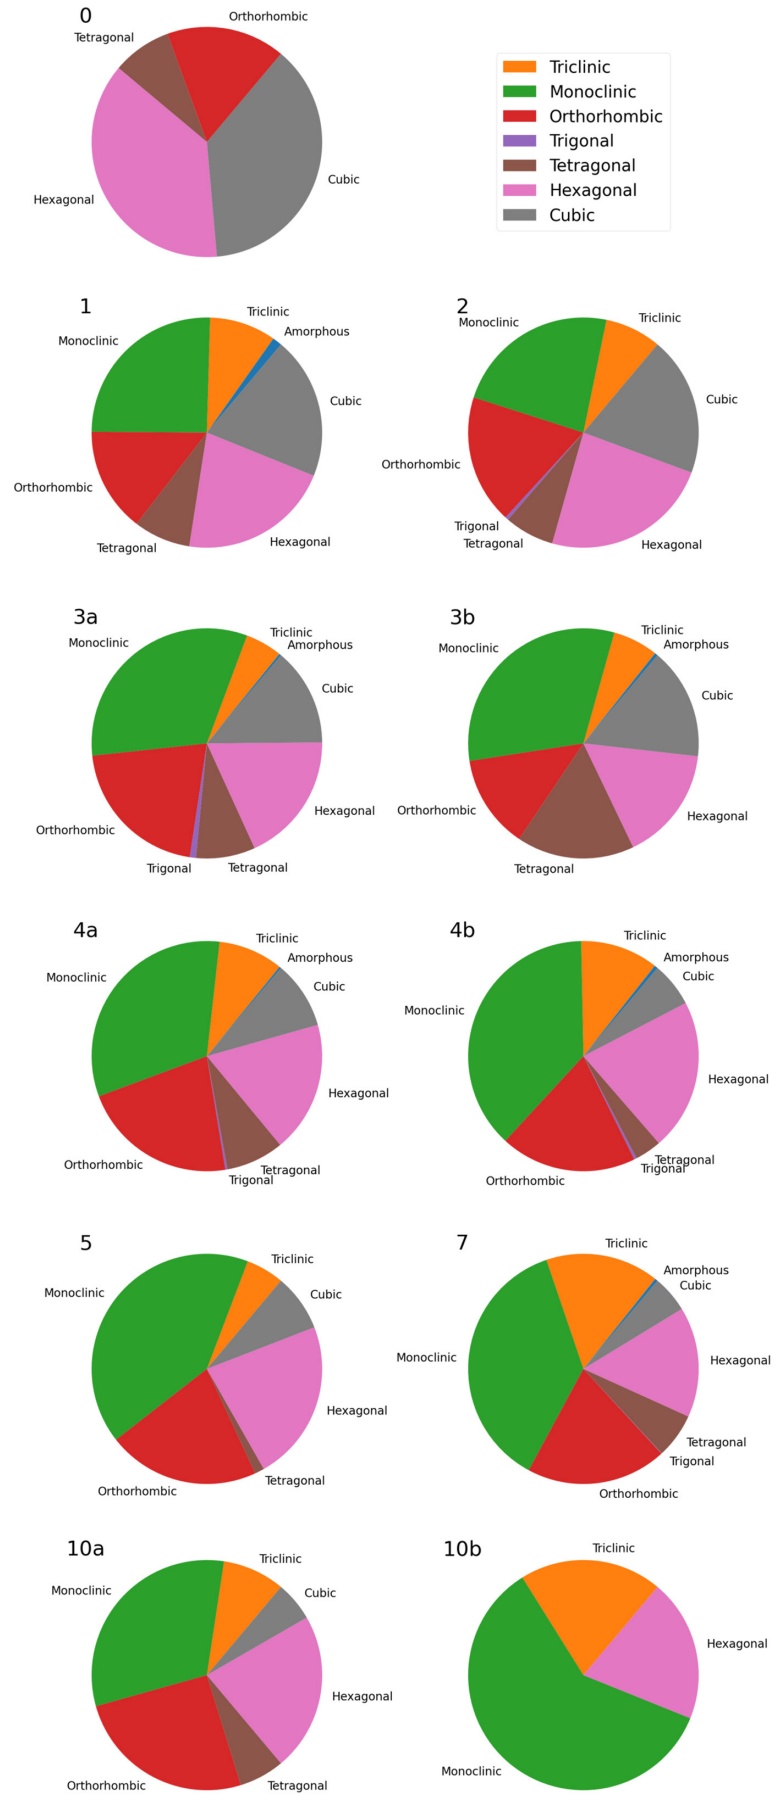 0
Orthorhombic
Tetragonal
Cubic
Hexagonal
Triclinic
Monoclinic
Orthorhombic
Trigonal
Tetragonal
Hexagonal
Cubic
1
Triclinic
Amorphous
Monoclinic
Cubic
Orthorhombic
Tetragonal
Hexagonal
2
Triclinic
Monoclinic
Cubic
Orthorhombic
Trigonal
Tetragonal
Hexagonal
3a
Triclinic
Amorphous
Monoclinic
Cubic
Orthorhombic
Hexagonal
Trigonal
Tetragonal
3b
Triclinic
Amorphous
Monoclinic
Cubic
Orthorhombic
Hexagonal
Tetragonal
4a
Triclinic
Amorphous
Monoclinic
Cubic
Hexagonal
Orthorhombic
Tetragonal
Trigonal
4b
Triclinic
Amorphous
Cubic
Monoclinic
Hexagonal
Tetragonal
Trigonal
Orthorhombic
5
Triclinic
Monoclinic
Cubic
Hexagonal
Tetragonal
Orthorhombic
7
Triclinic
Amorphous
Cubic
Monoclinic
Hexagonal
Tetragonal
Trigonal
Orthorhombic
10a
Triclinic
Monoclinic
Cubic
Hexagonal
Orthorhombic
Tetragonal
10b
Triclinic
Hexagonal
Monoclinic